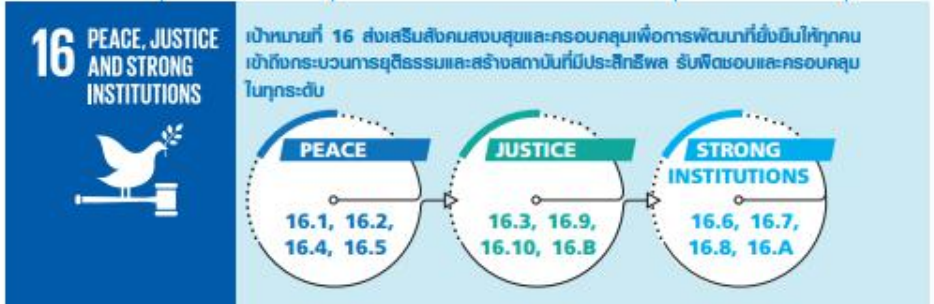 16 PEACE, JUSTICE
AND STRONG
INSTITUTIONS
เป้าหมายที่ 16 ส่งเสริมสังคมสงบสุขและครอบคลุมเพื่อการพัฒนาที่ยั่งยืนให้ทุกคน
เข้าถึงกระบวนการยุติธรรมและสร้างสถาบันที่มีประสิทธิผล รับผิดชอบและครอบคลุม
ในทุกระดับ
PEACE
16.1, 16.2,
16.4, 16.5
JUSTICE
16.3, 16.9,
16.10, 16.B
STRONG
INSTITUTIONS
16.6, 16.7,
16.8, 16.A